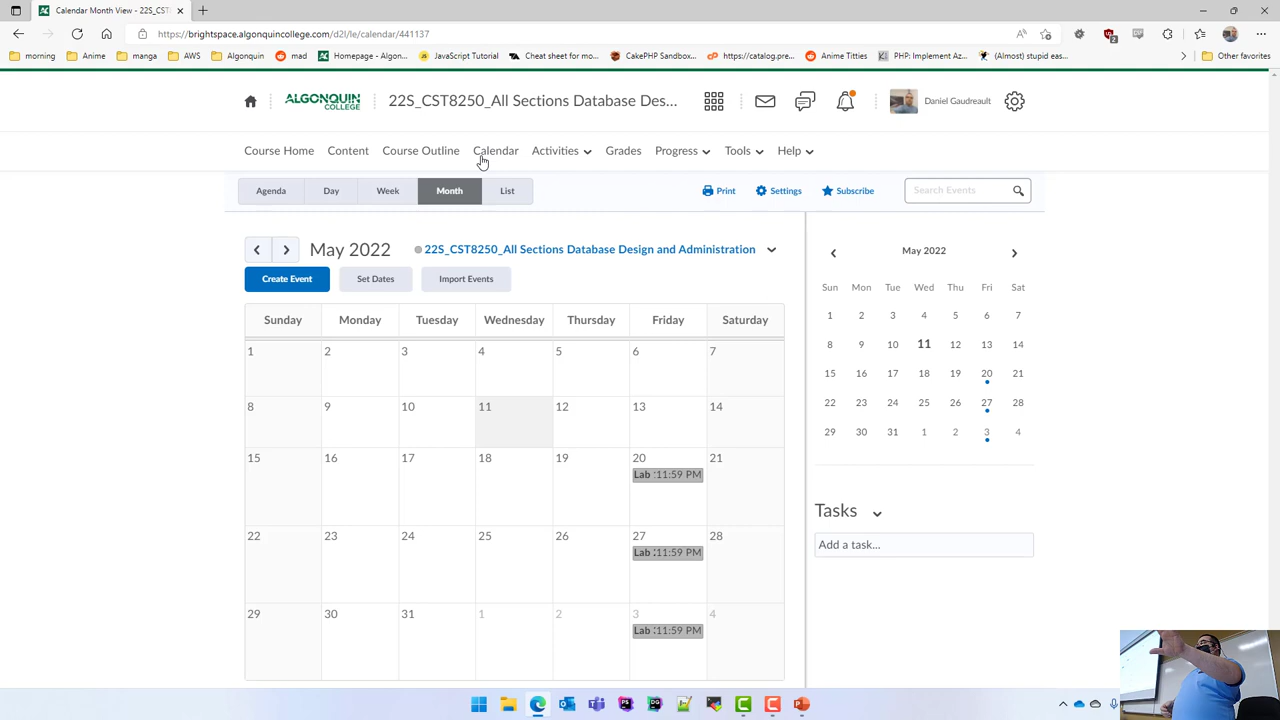 Calendar Month View - 22S_CST
https://brightspace.algonquincollege.com/d2l/le/calendar/441137
morning Anime manga AWS Algonquin mad Homepage - Algon... JavaScript Tutorial Cheat sheet for mo... CakePHP Sandbox... https://catalog.pre... Anime Titties PHP: Implement Az... (Almost) stupid eas... Other favorites
ALGONQUIN COLLEGE 22S_CST8250_All Sections Database Des... Daniel Gaudreault
Course Home Content Course Outline Calendar Activities Grades Progress Tools Help
Agenda Day Week Month List Print Settings Subscribe Search Events
May 2022 22S_CST8250_All Sections Database Design and Administration May 2022
Create Event Set Dates Import Events
Sun Mon Tue Wed Thu Fri Sat
1 2 3 4 5 6 7
8 9 10 11 12 13 14
15 16 17 18 19 20 21
22 23 24 25 26 27 28
29 30 31 1 2 3 4
Sunday Monday Tuesday Wednesday Thursday Friday Saturday
1 2 3 4 5 6 7
8 9 10 11 12 13 14
15 16 17 18 19 20 21
Lab 11:59 PM
22 23 24 25 26 27 28
Lab 11:59 PM
29 30 31 1 2 3 4
Lab 11:59 PM
Tasks
Add a task...